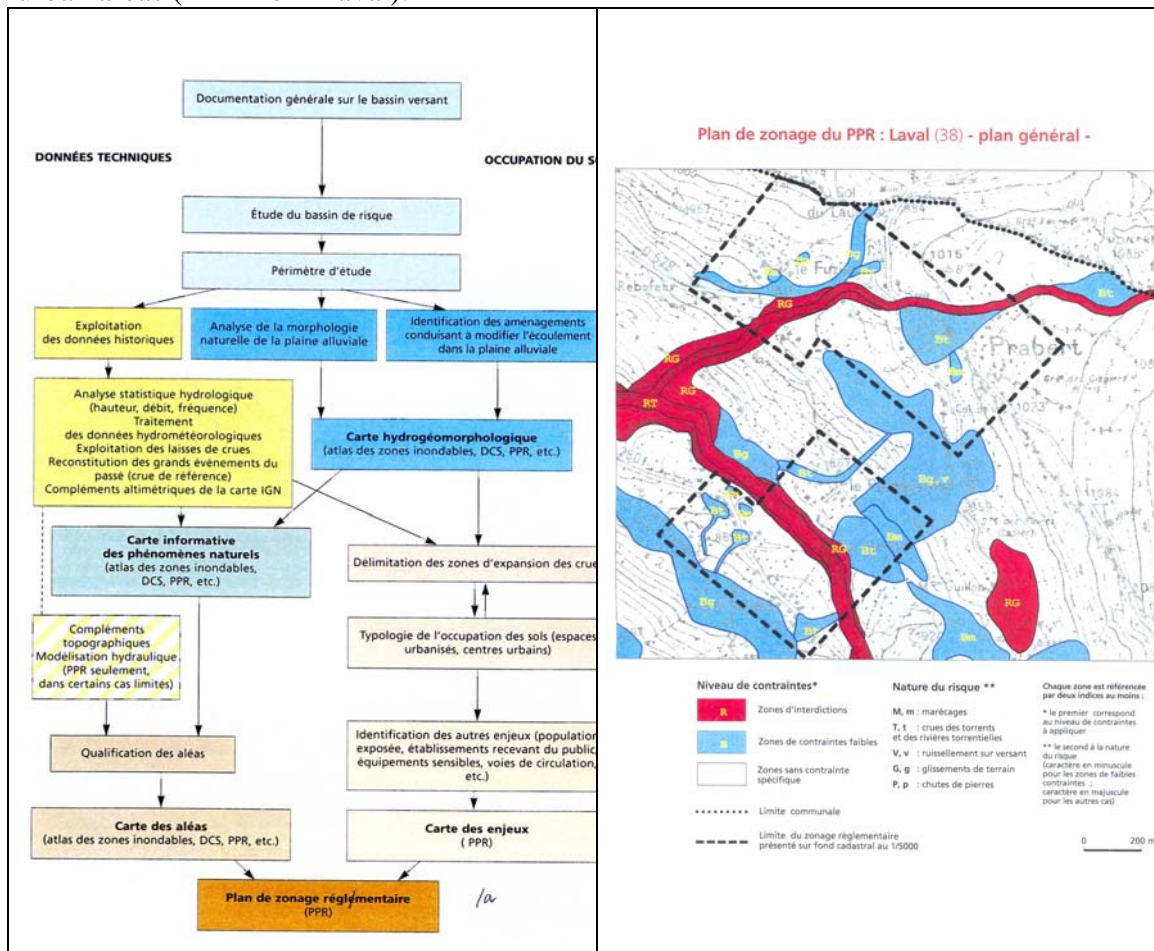 Documentation générale sur le bassin versant
DONNÉES TECHNIQUES
OCCUPATION DU S
Étude du bassin de risque
Périmètre d'étude
Exploitation
des données historiques
Analyse de la morphologie
naturelle de la plaine alluviale
Identification des aménagements
conduisant à modifier l'écoulement
dans la plaine alluviale
Analyse statistique hydrologique
(hauteur, débit, fréquence)
Traitement
des données hydrométéorologiques
Exploitation des laisses de crues
Reconstitution des grands évènements du
passé (crue de référence)
Compléments altimétriques de la carte IGN
Carte hydrogéomorphologique
(atlas des zones inondables, DCS, PPR, etc.)
Carte informative
des phénomènes naturels
(atlas des zones inondables,
DCS, PPR, etc.)
Délimitation des zones d'expansion des crue
Compléments
topographiques
Modélisation hydraulique
(PPR seulement,
dans certains cas limités)
Typologie de l'occupation des sols (espaces
urbanisés, centres urbains)
Qualification des aléas
Identification des autres enjeux (population
exposée, établissements recevant du public,
équipements sensibles, voies de circulation,
etc.)
Carte des aléas
(atlas des zones inondables, DCS, PPR, etc.)
Carte des enjeux
( PPR)
Plan de zonage réglémentaire
(PPR)
/a
Plan de zonage du PPR : Laval (38) - plan général -
du Lau
le Fu
Bg
1015
RG
Bt
Bt
Prabert
RG
RG
RT
Bg
Bt
le
Bg,v
Bt
Bt
RG
Bt
Bm
RG
Bg
Bt
Bm
Niveau de contraintes*
R
Zones d'interdictions
B
Zones de contraintes faibles
Zones sans contrainte
spécifique
Limite communale
Limite du zonage réglementaire
présenté sur fond cadastral au 1/5000
Nature du risque **
M, m : marécages
T, t : crues des torrents
et des rivières torrentielles
V, v : ruissellement sur versant
G, g : glissements de terrain
P, p : chutes de pierres
Chaque zone est référencée
par deux indices au moins :
* le premier correspond
au niveau de contraintes
à appliquer
** le second à la nature
du risque
(caractère en minuscule
pour les zones de faibles
contraintes ;
caractère en majuscule
pour les autres cas)
0 200 m